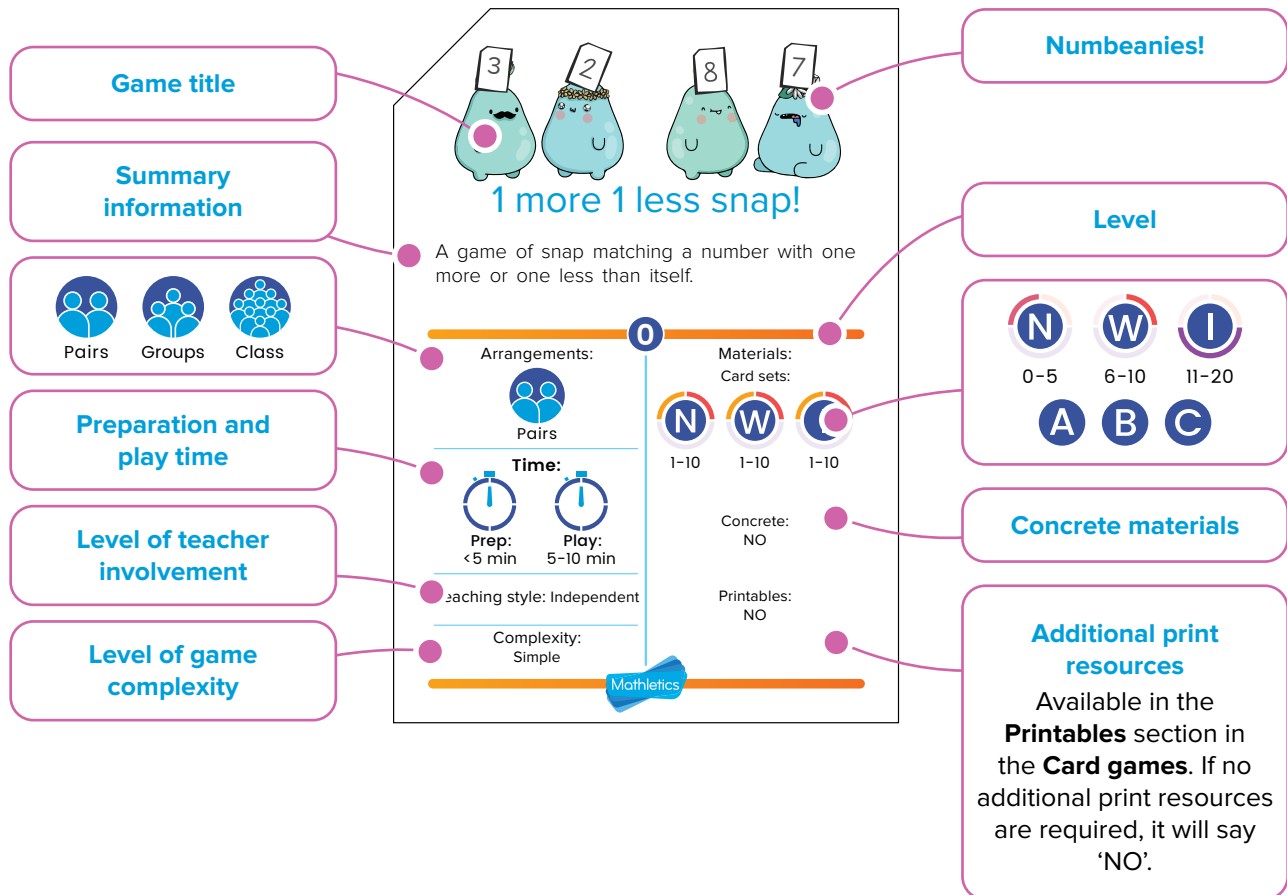 Game title
Summary
information
Pairs Groups Class
Preparation and
play time
Level of teacher
involvement
Level of game
complexity
3 2 8 7
1 more 1 less snap!
A game of snap matching a number with one
more or one less than itself.
0
Arrangements:
Pairs
Time:
Prep: Play:
<5 min 5-10 min
eaching style: Independent
Complexity:
Simple
Materials:
Card sets:
N W
1-10 1-10 1-10
Concrete:
NO
Printables:
NO
Mathletics
Numbeanies!
Level
N W I
0-5 6-10 11-20
A B C
Concrete materials
Additional print
resources
Available in the
Printables section in
the Card games. If no
additional print resources
are required, it will say
‘NO’.